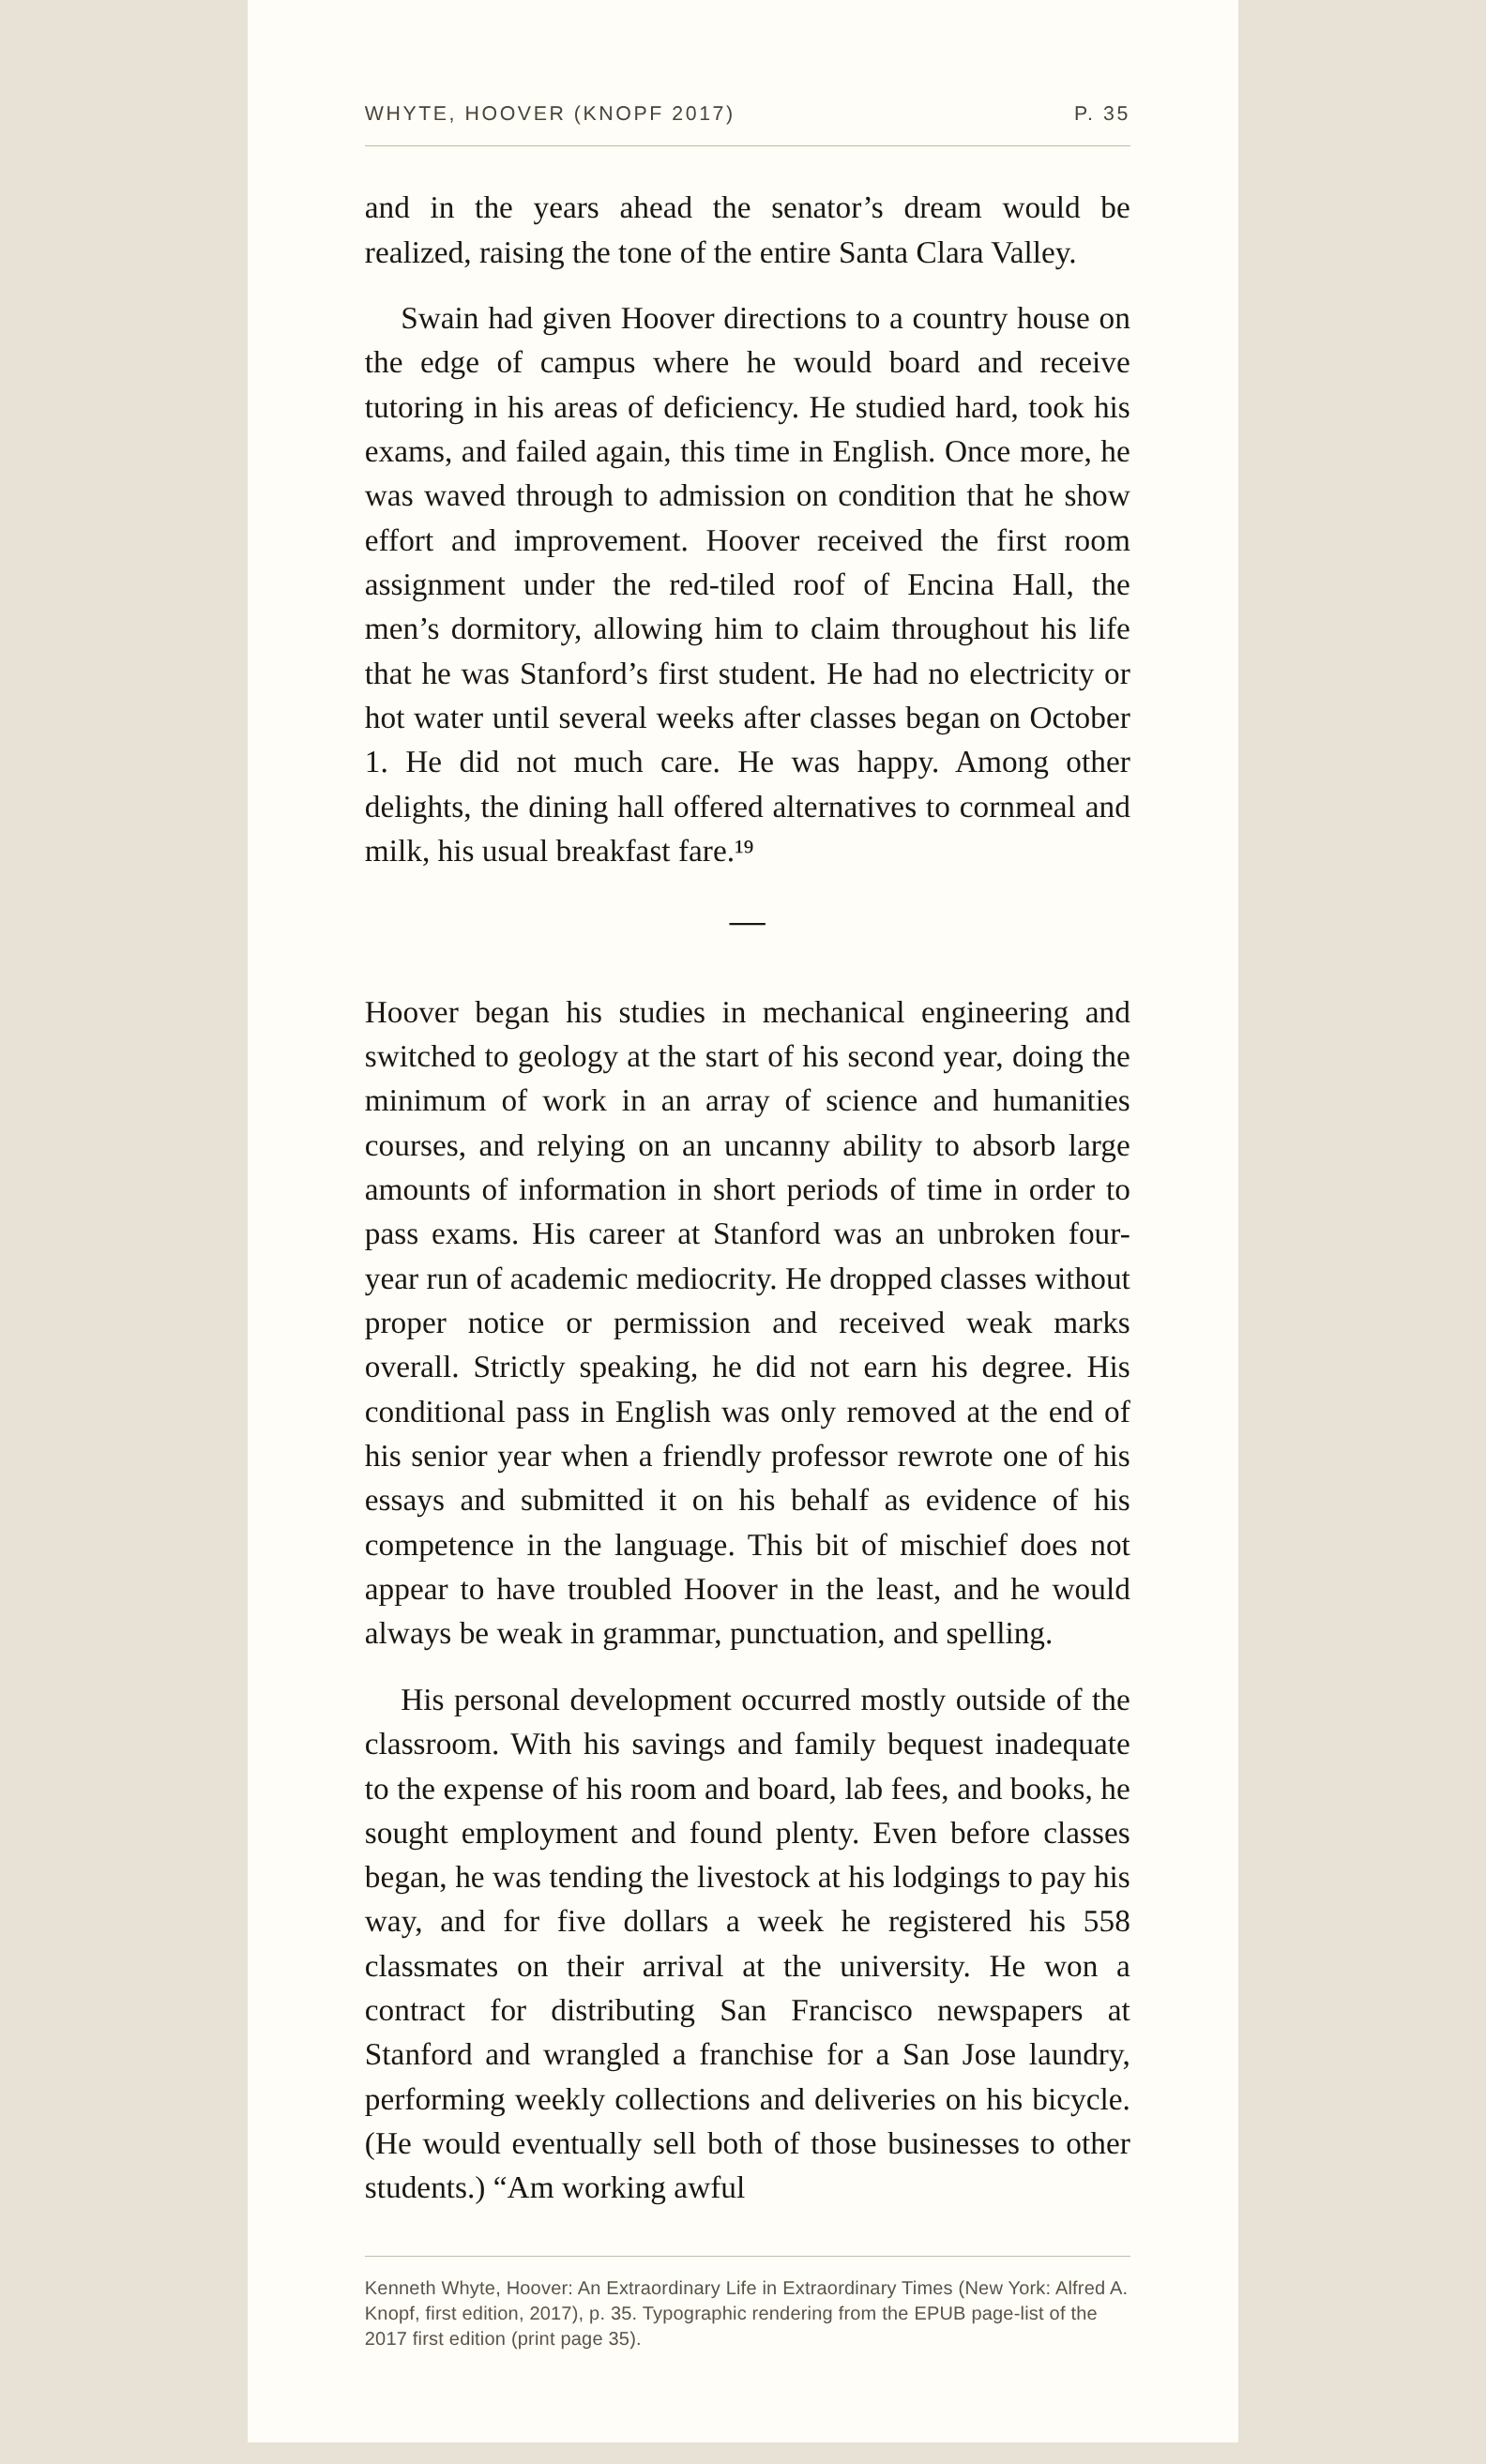 WHYTE, HOOVER (KNOPF 2017) P. 35
and in the years ahead the senator’s dream would be
realized, raising the tone of the entire Santa Clara Valley.
Swain had given Hoover directions to a country house on
the edge of campus where he would board and receive
tutoring in his areas of deficiency. He studied hard, took his
exams, and failed again, this time in English. Once more, he
was waved through to admission on condition that he show
effort and improvement. Hoover received the first room
assignment under the red-tiled roof of Encina Hall, the
men’s dormitory, allowing him to claim throughout his life
that he was Stanford’s first student. He had no electricity or
hot water until several weeks after classes began on October
1. He did not much care. He was happy. Among other
delights, the dining hall offered alternatives to cornmeal and
milk, his usual breakfast fare.¹⁹
—
Hoover began his studies in mechanical engineering and
switched to geology at the start of his second year, doing the
minimum of work in an array of science and humanities
courses, and relying on an uncanny ability to absorb large
amounts of information in short periods of time in order to
pass exams. His career at Stanford was an unbroken four-
year run of academic mediocrity. He dropped classes without
proper notice or permission and received weak marks
overall. Strictly speaking, he did not earn his degree. His
conditional pass in English was only removed at the end of
his senior year when a friendly professor rewrote one of his
essays and submitted it on his behalf as evidence of his
competence in the language. This bit of mischief does not
appear to have troubled Hoover in the least, and he would
always be weak in grammar, punctuation, and spelling.
His personal development occurred mostly outside of the
classroom. With his savings and family bequest inadequate
to the expense of his room and board, lab fees, and books, he
sought employment and found plenty. Even before classes
began, he was tending the livestock at his lodgings to pay his
way, and for five dollars a week he registered his 558
classmates on their arrival at the university. He won a
contract for distributing San Francisco newspapers at
Stanford and wrangled a franchise for a San Jose laundry,
performing weekly collections and deliveries on his bicycle.
(He would eventually sell both of those businesses to other
students.) “Am working awful
Kenneth Whyte, Hoover: An Extraordinary Life in Extraordinary Times (New York: Alfred A.
Knopf, first edition, 2017), p. 35. Typographic rendering from the EPUB page-list of the
2017 first edition (print page 35).